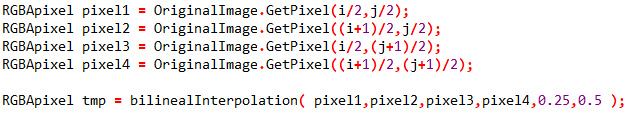 RGBApixel pixel1 = OriginalImage.GetPixel(i/2,j/2);
RGBApixel pixel2 = OriginalImage.GetPixel((i+1)/2,j/2);
RGBApixel pixel3 = OriginalImage.GetPixel(i/2,(j+1)/2);
RGBApixel pixel4 = OriginalImage.GetPixel((i+1)/2,(j+1)/2);
RGBApixel tmp = bilinealInterpolation( pixel1,pixel2,pixel3,pixel4,0.25,0.5 );